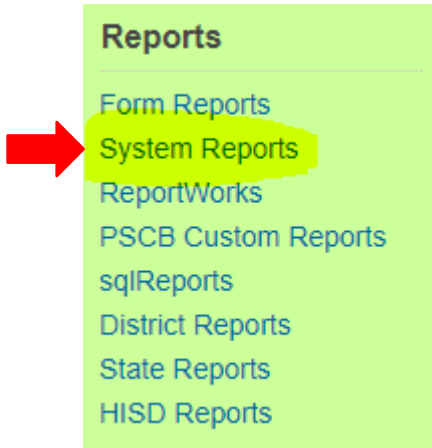 Reports
Form Reports
System Reports
ReportWorks
PSCB Custom Reports
sqlReports
District Reports
State Reports
HISD Reports